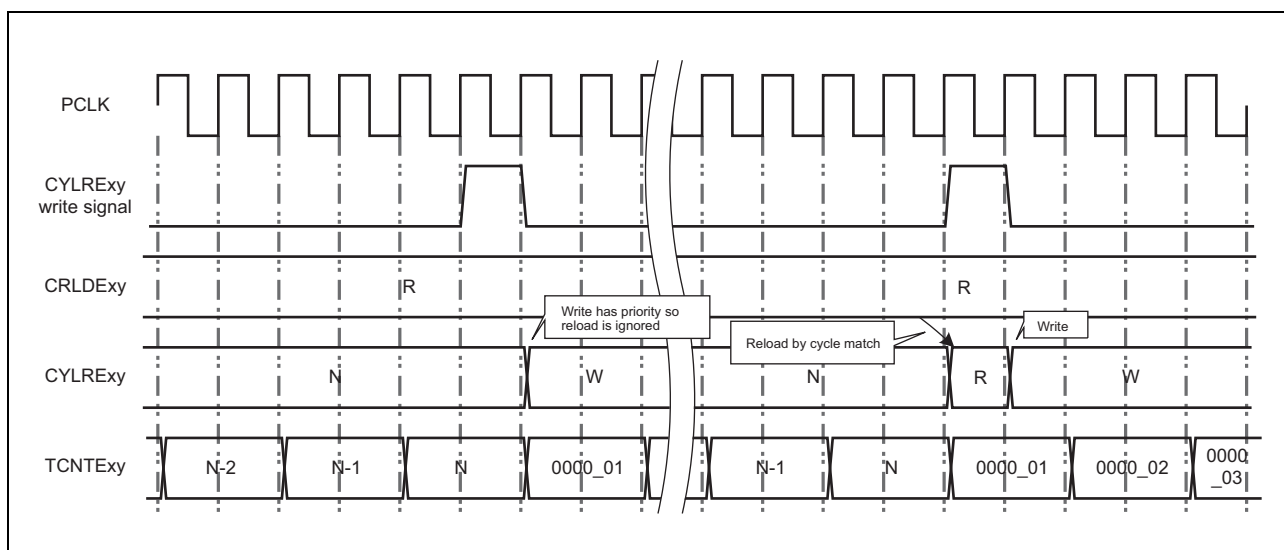 PCLK
CYLRExy
write signal
CRLDExy
R
R
Write has priority so
reload is ignored
Reload by cycle match
Write
CYLRExy
N
W
N
R
W
TCNTExy
N-2
N-1
N
0000_01
N-1
N
0000_01
0000_02
0000
_03